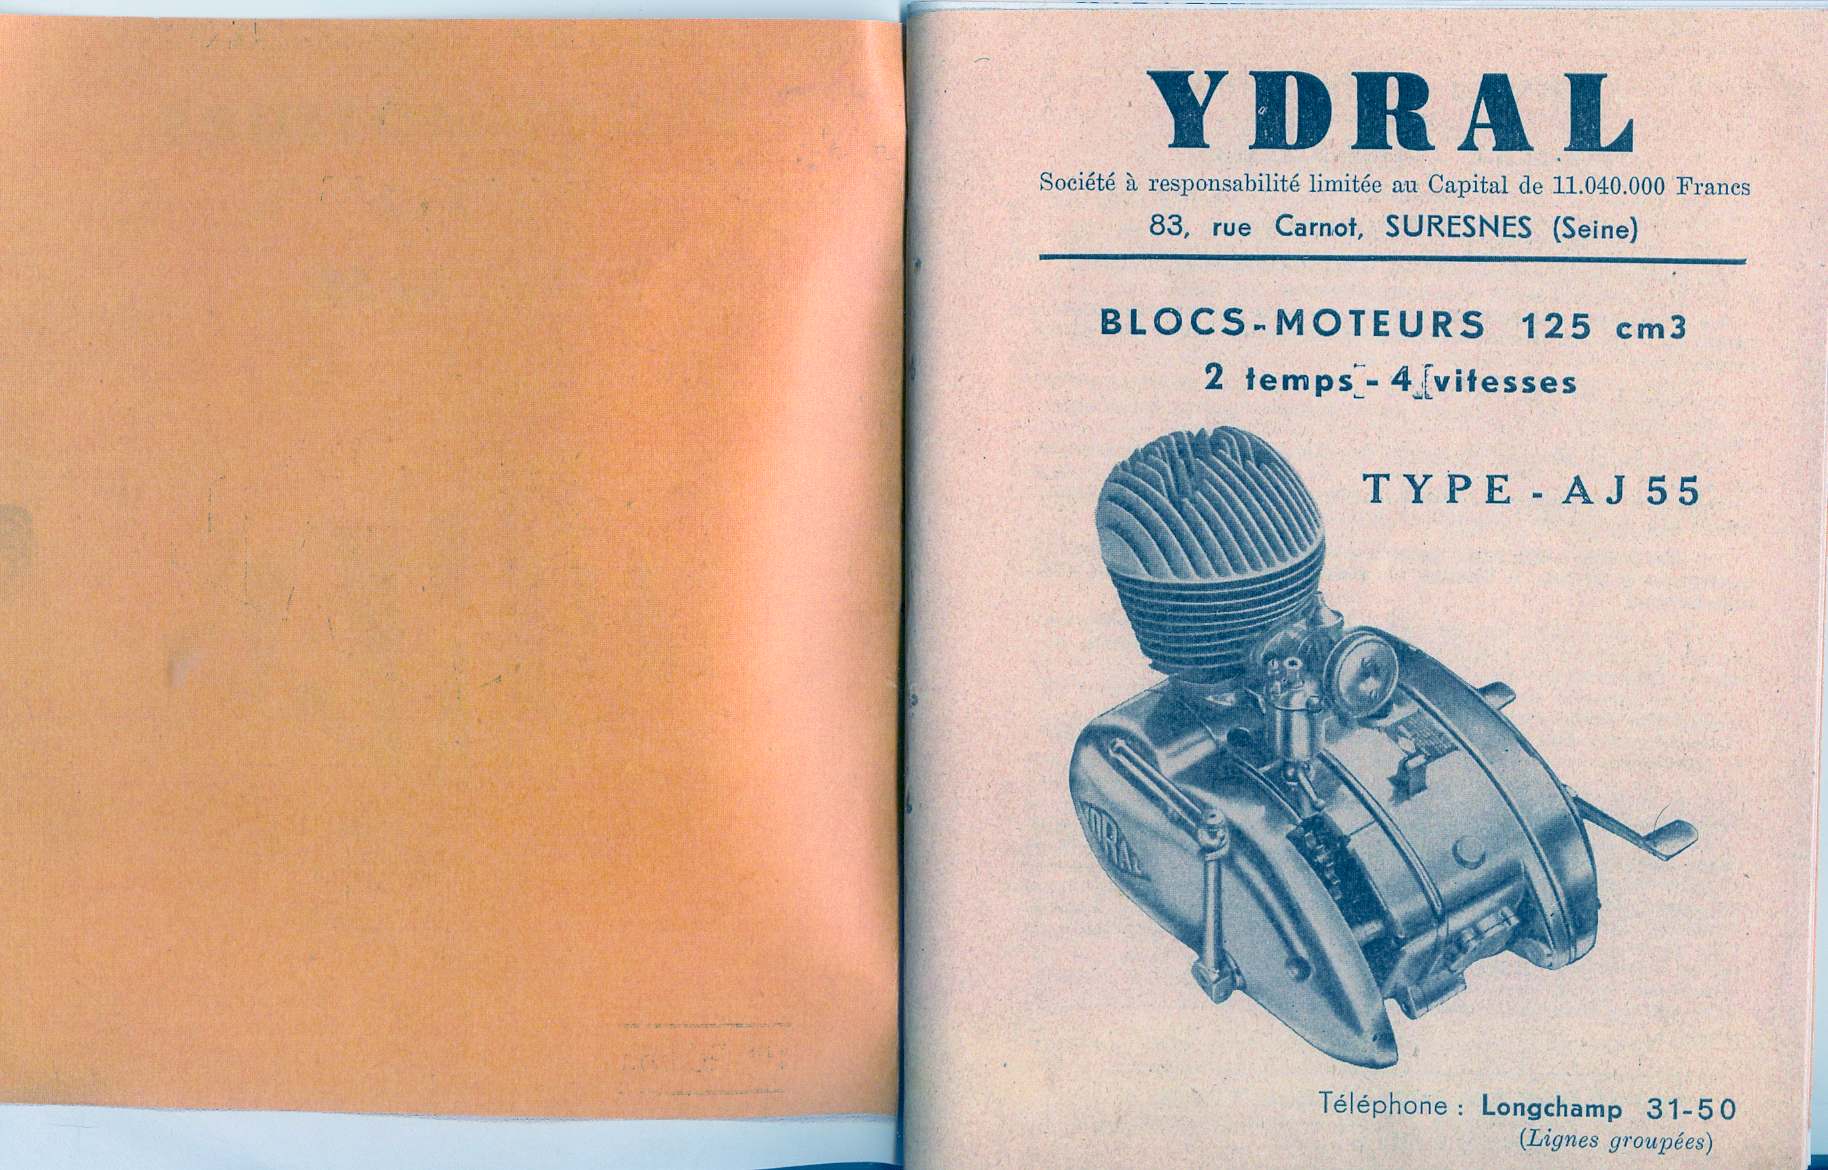 YDRAL
Société à responsabilité limitée au Capital de 11.040.000 Francs
83, rue Carnot, SURESNES (Seine)
BLOCS-MOTEURS 125 cm3
2 temps - 4 vitesses
TYPE - AJ 55
YDRAL
Téléphone : Longchamp 31-50
(Lignes groupées)